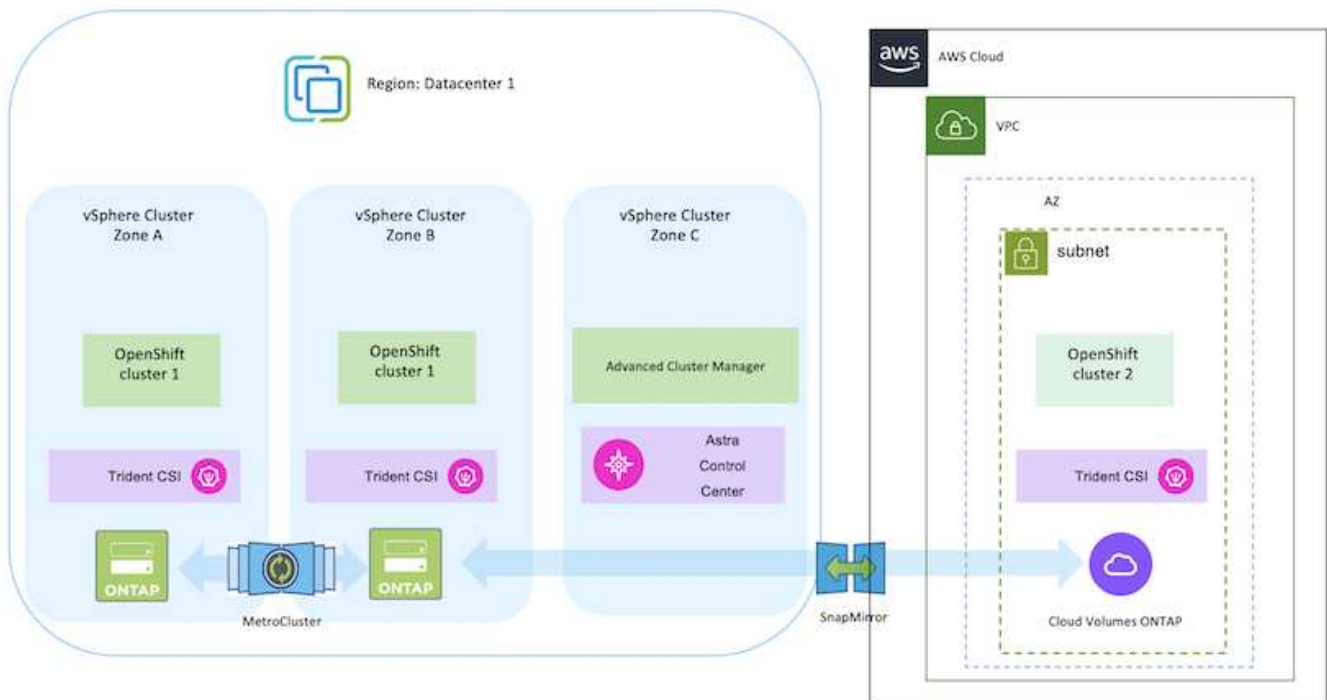 Region: Datacenter 1
aws
AWS Cloud
VPC
AZ
subnet
vSphere Cluster
Zone A
vSphere Cluster
Zone B
vSphere Cluster
Zone C
OpenShift
cluster 1
OpenShift
cluster 1
Advanced Cluster Manager
OpenShift
cluster 2
Trident CSI
Trident CSI
Astra
Control
Center
Trident CSI
ONTAP
ONTAP
MetroCluster
SnapMirror
Cloud Volumes ONTAP